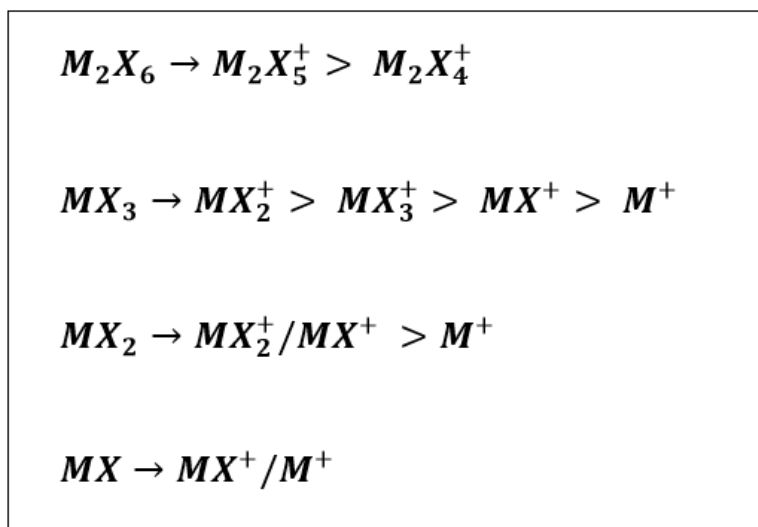 M₂X₆ → M₂X₅⁺ > M₂X₄⁺
MX₃ → MX₂⁺ > MX₃⁺ > MX⁺ > M⁺
MX₂ → MX₂⁺/MX⁺ > M⁺
MX → MX⁺/M⁺